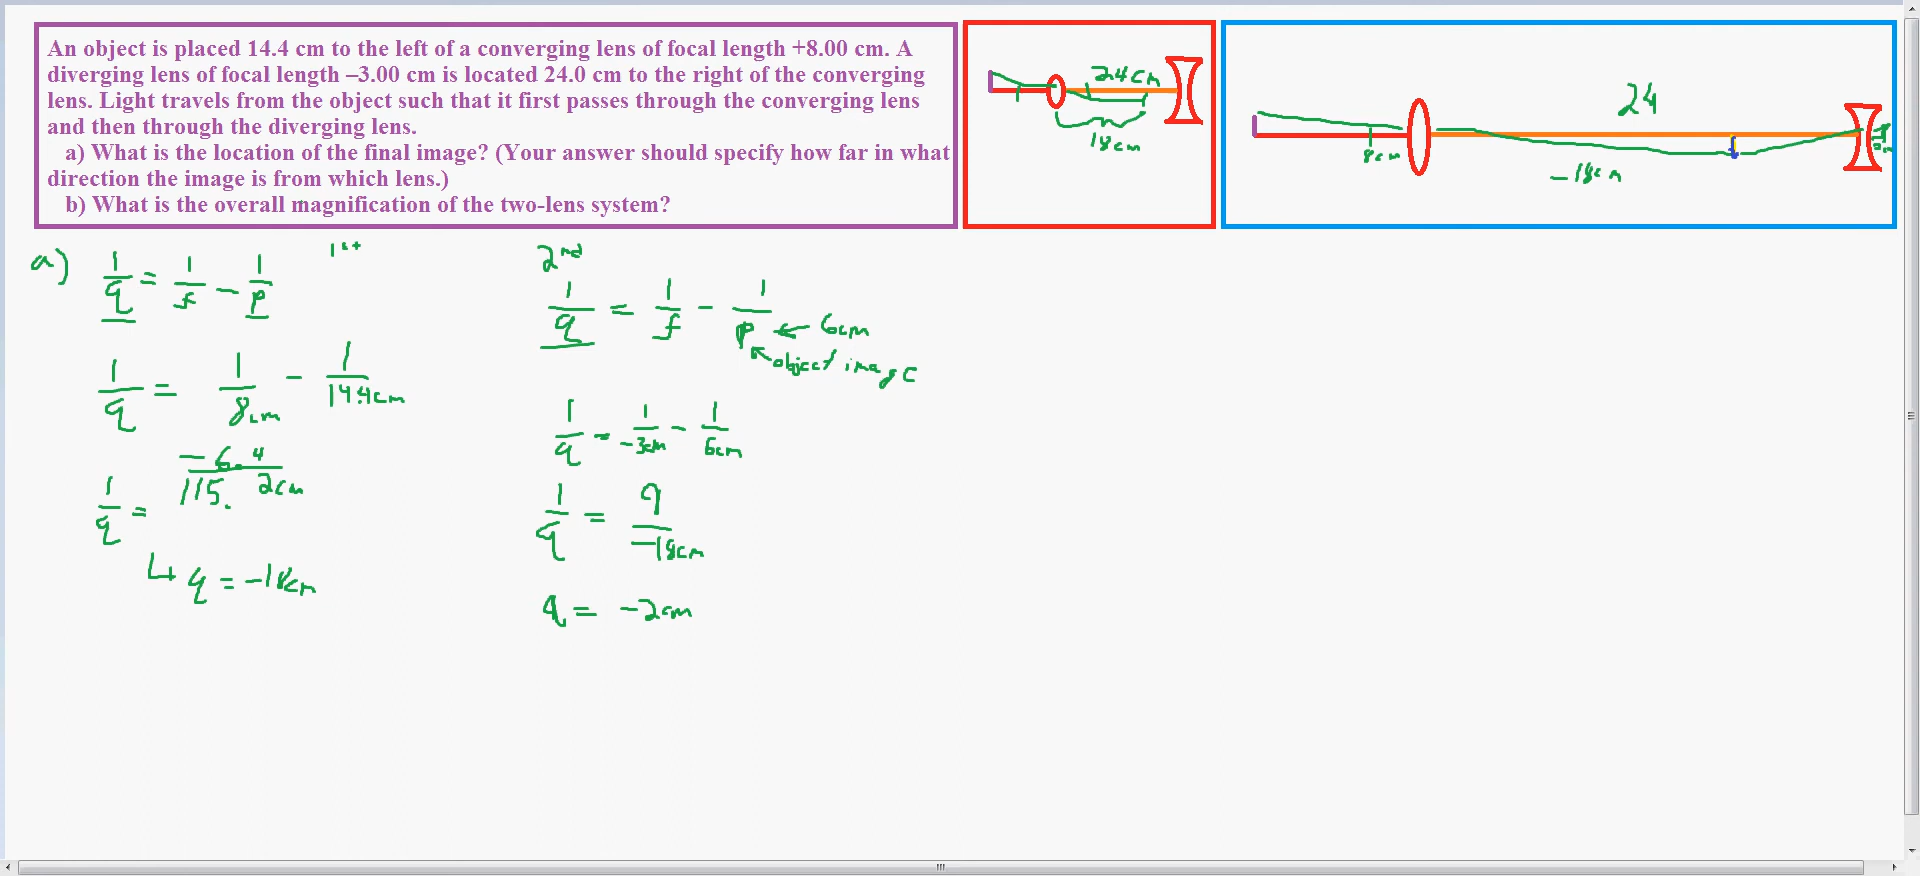 An object is placed 14.4 cm to the left of a converging lens of focal length +8.00 cm. A
diverging lens of focal length –3.00 cm is located 24.0 cm to the right of the converging
lens. Light travels from the object such that it first passes through the converging lens
and then through the diverging lens.
a) What is the location of the final image? (Your answer should specify how far in what
direction the image is from which lens.)
b) What is the overall magnification of the two-lens system?
24cm
18cm
24
8cm
-18cm
a) 1/q = 1/f - 1/p
1st
1/q = 1/8cm - 1/14.4cm
1/q = -6.4/115.2cm
q = -18cm
2nd
1/q = 1/f - 1/p ← 6cm
object/image
1/q = 1/-3cm - 1/6cm
1/q = 9/-18cm
q = -2cm